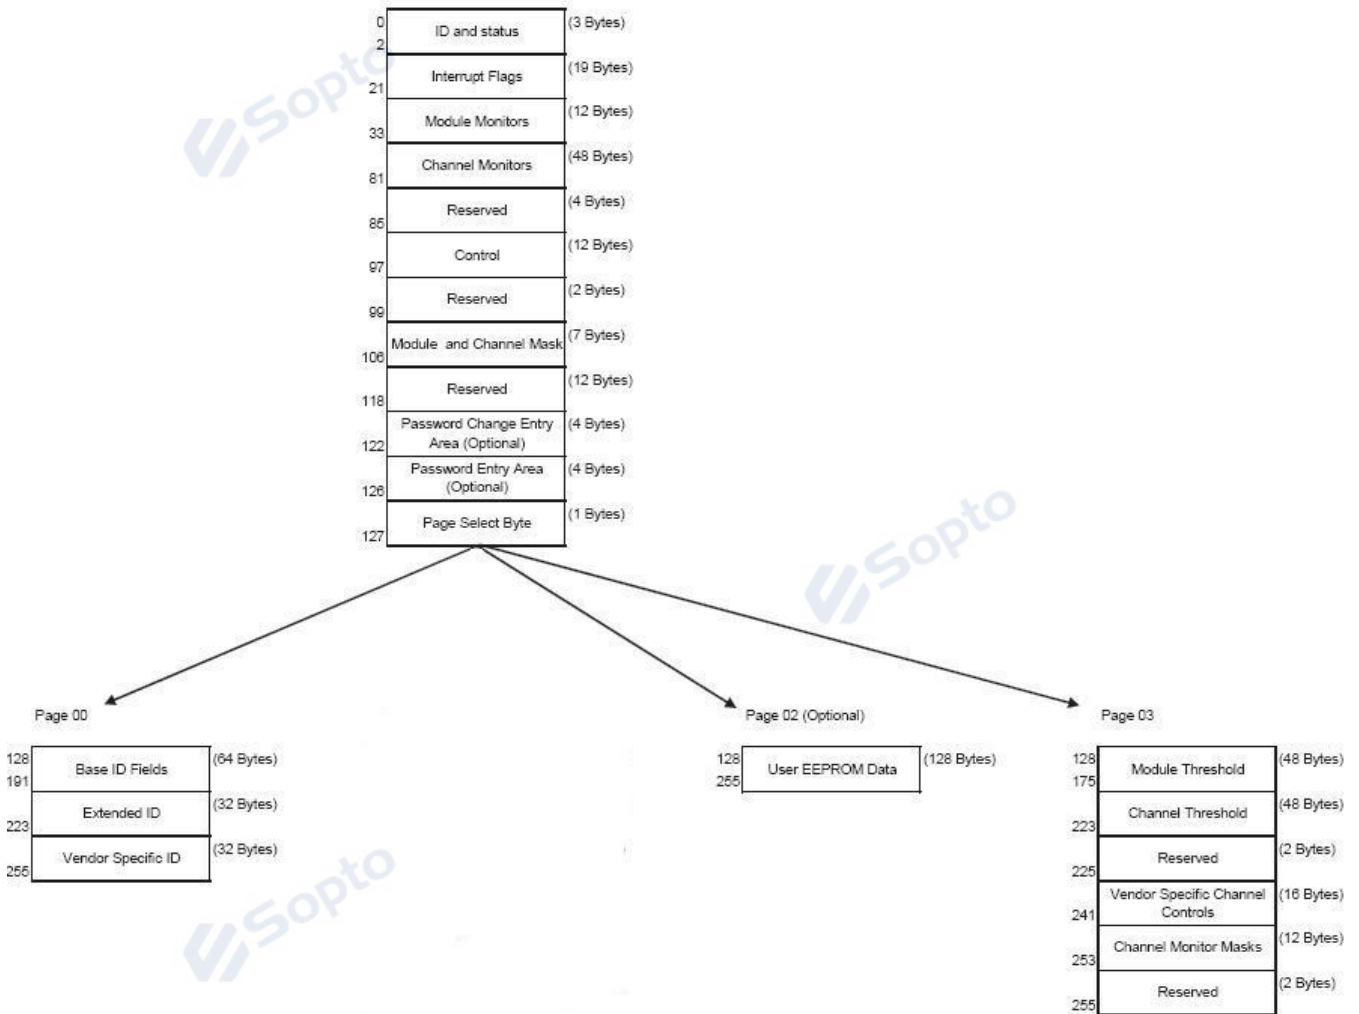 0
ID and status
(3 Bytes)
2
Interrupt Flags
(19 Bytes)
21
Sopto
Module Monitors
(12 Bytes)
33
Channel Monitors
(48 Bytes)
81
Reserved
(4 Bytes)
85
Control
(12 Bytes)
97
Reserved
(2 Bytes)
99
Module and Channel Mask
(7 Bytes)
106
Reserved
(12 Bytes)
118
Password Change Entry
Area (Optional)
(4 Bytes)
122
Password Entry Area
(Optional)
(4 Bytes)
126
Page Select Byte
(1 Bytes)
127
Sopto
Page 00
128
Base ID Fields
(64 Bytes)
191
Extended ID
(32 Bytes)
223
Vendor Specific ID
(32 Bytes)
255
Sopto
Page 02 (Optional)
128
User EEPROM Data
(128 Bytes)
255
Page 03
128
Module Threshold
(48 Bytes)
175
Channel Threshold
(48 Bytes)
223
Reserved
(2 Bytes)
225
Vendor Specific Channel
Controls
(16 Bytes)
241
Channel Monitor Masks
(12 Bytes)
253
Reserved
(2 Bytes)
255